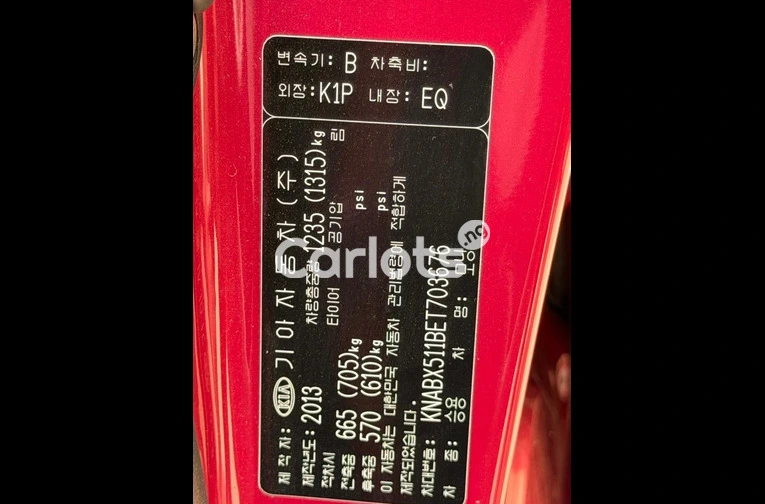 변속기: B 차축비:
외장: K1P 내장: EQ
제작자: KIA 기아자동차(주)
제작년도: 2013 차량총중량 1235 (1315)kg
적차시 타이어 공기압 림
전축중 665 (705)kg psi
후축중 570 (610)kg psi
이 자동차는 대한민국 자동차 관리법령에 적합하게
제작되었습니다.
차대번호: KNABX511BET703676
차 종: 승용 차 명:
Carlots.ng